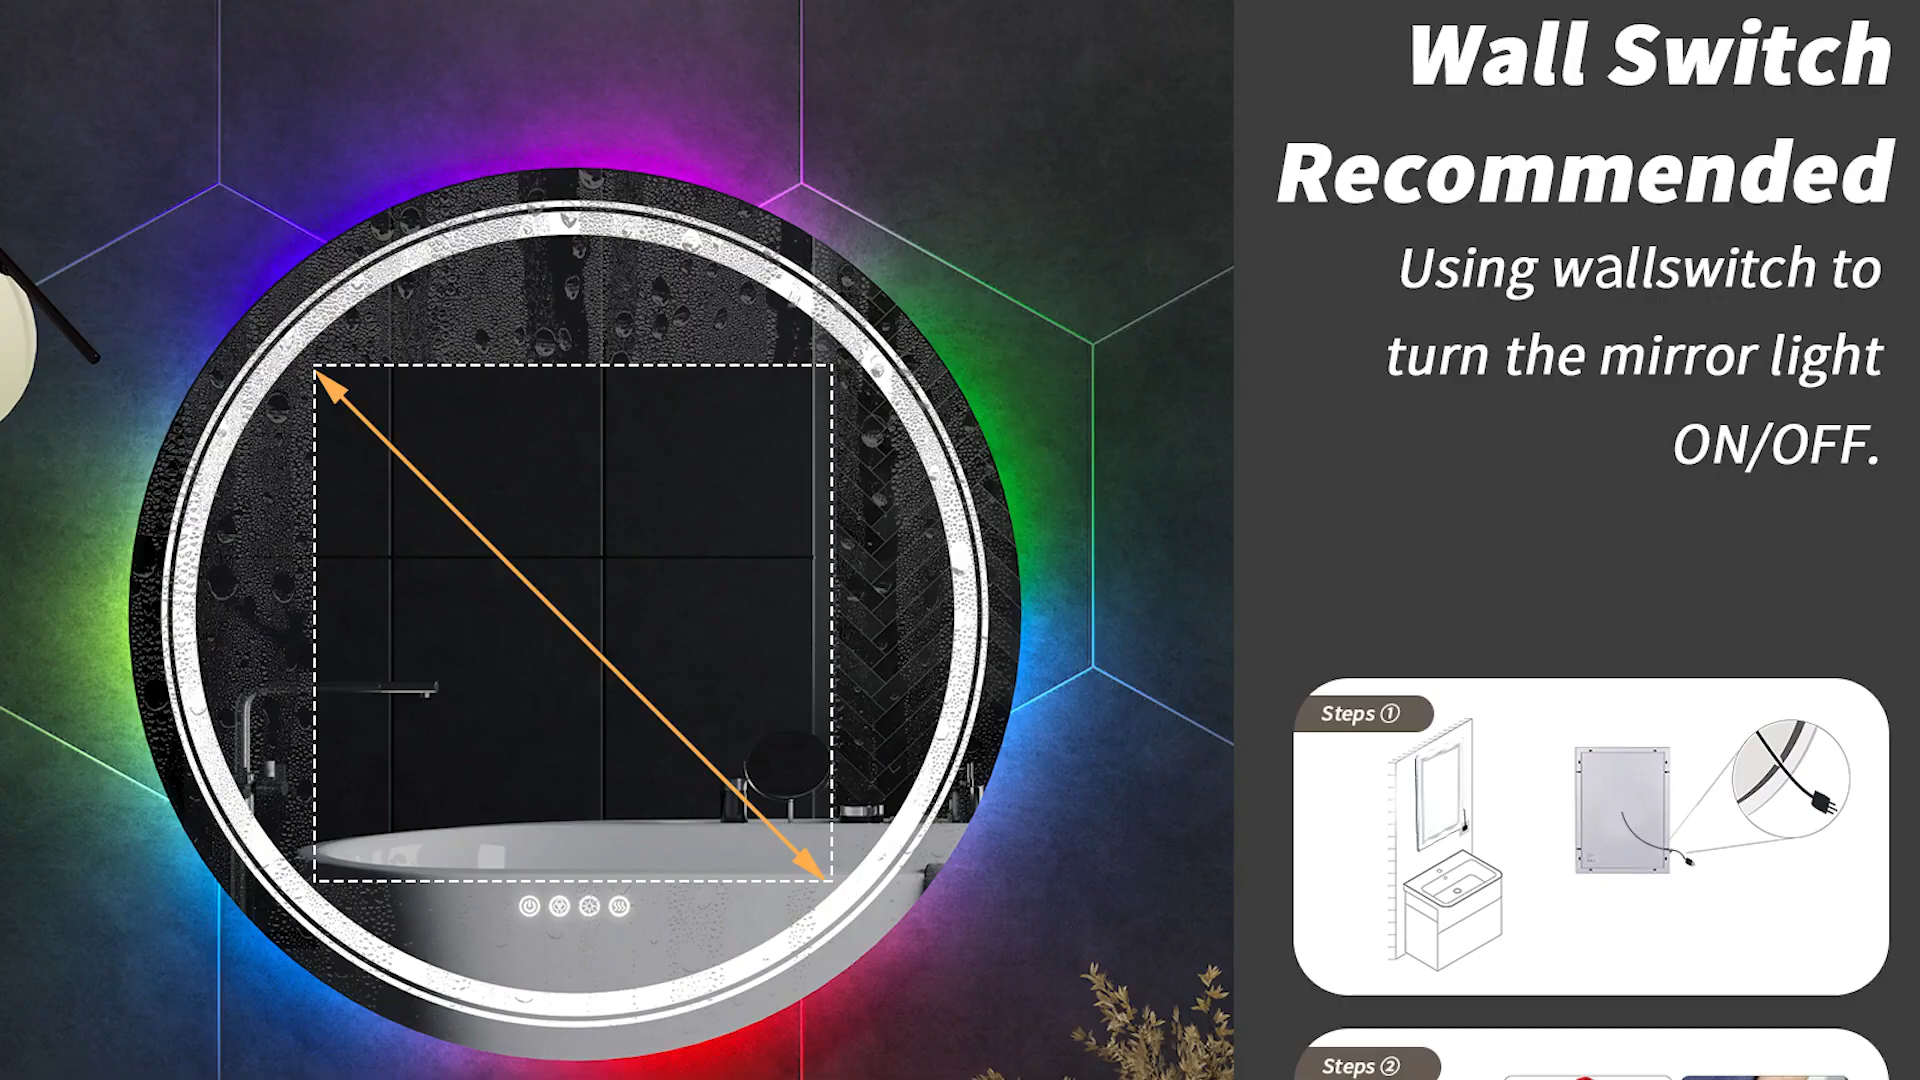 Wall Switch
Recommended
Using wallswitch to
turn the mirror light
ON/OFF.
Steps ①
Steps ②